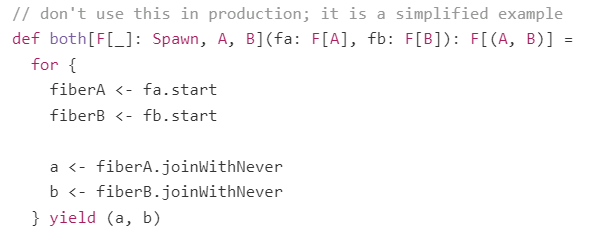 // don't use this in production; it is a simplified example
def both[F[_]: Spawn, A, B](fa: F[A], fb: F[B]): F[(A, B)] =
  for {
    fiberA <- fa.start
    fiberB <- fb.start

    a <- fiberA.joinWithNever
    b <- fiberB.joinWithNever
  } yield (a, b)